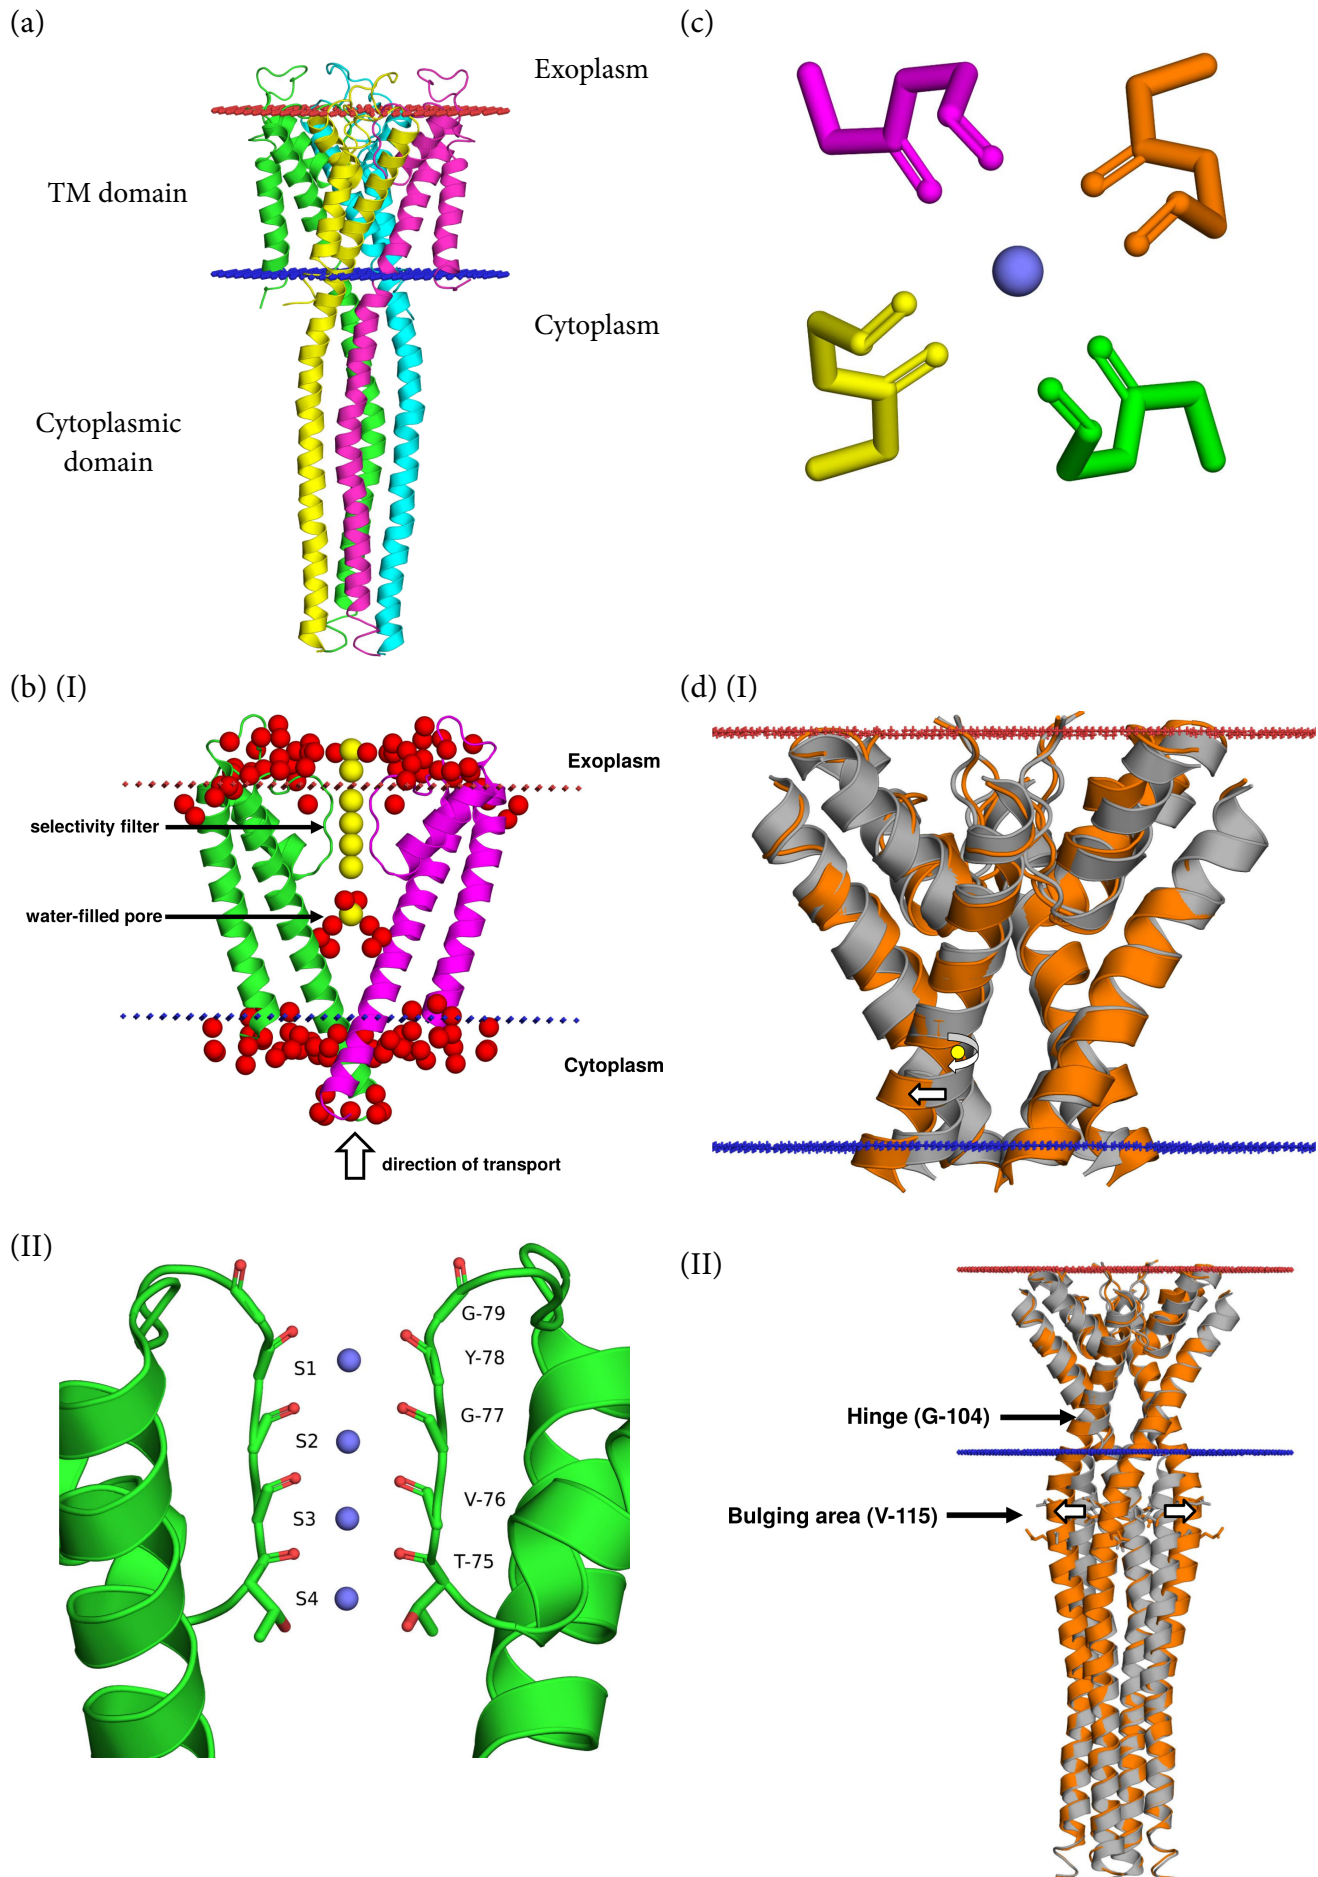 (a)
Exoplasm
TM domain
Cytoplasm
Cytoplasmic
domain
(c)
(b) (I)
Exoplasm
selectivity filter
water-filled pore
Cytoplasm
direction of transport
(d) (I)
(II)
G-79
Y-78
S1
G-77
S2
V-76
S3
T-75
S4
(II)
Hinge (G-104)
Bulging area (V-115)